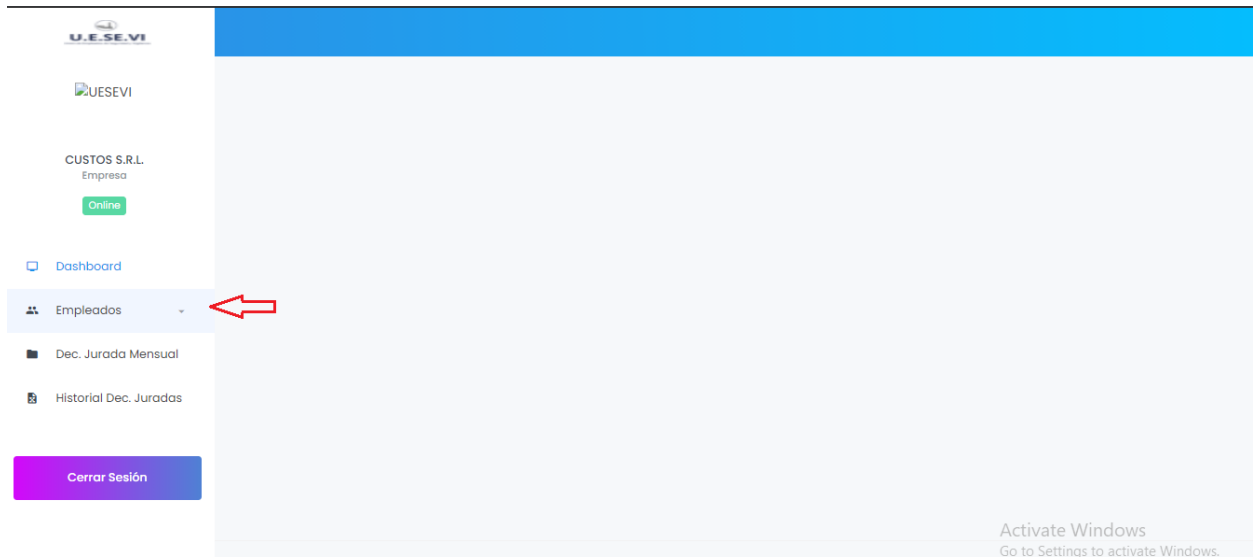 U.E.SE.VI
UESEVI
CUSTOS S.R.L.
Empresa
Online
Dashboard
Empleados
Dec. Jurada Mensual
Historial Dec. Juradas
Cerrar Sesión
Activate Windows
Go to Settings to activate Windows.